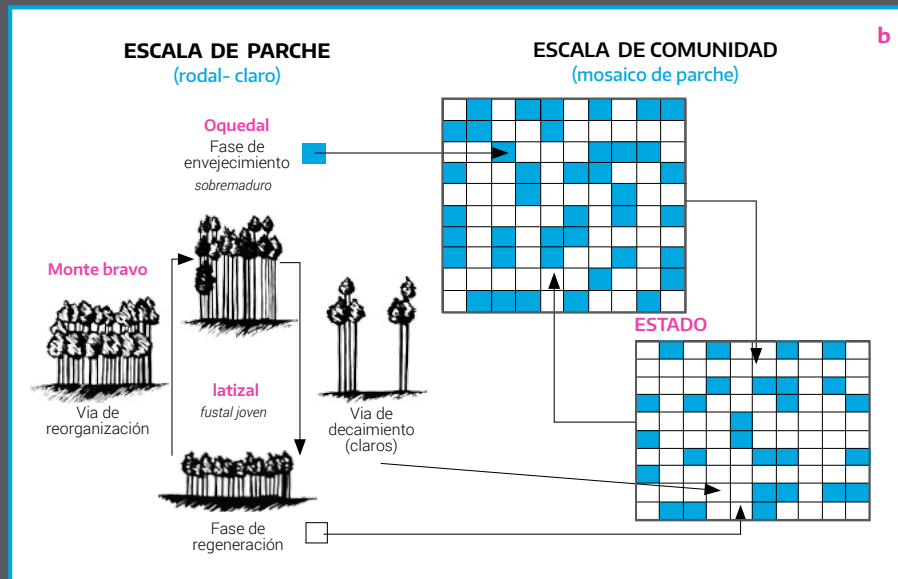 b
ESCALA DE PARCHE
(rodal- claro)
ESCALA DE COMUNIDAD
(mosaico de parche)
Oquedal
Fase de
envejecimiento
sobremaduro
Monte bravo
Via de
reorganización
latizal
fustal joven
Via de
decaimiento
(claros)
Fase de
regeneración
ESTADO